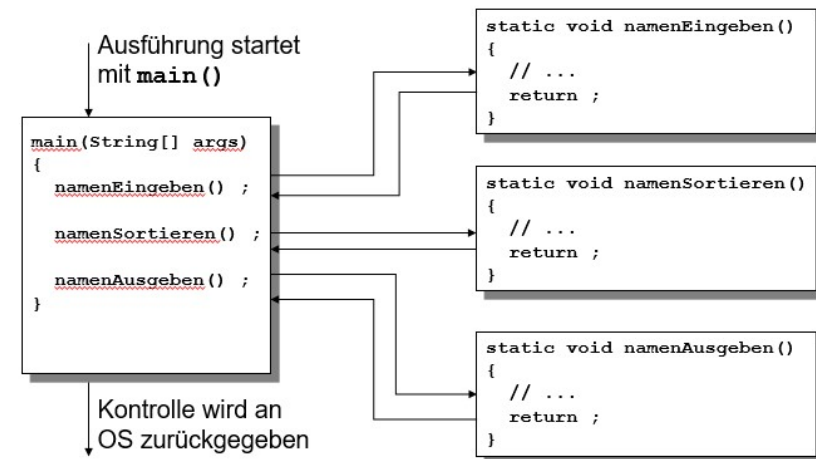 Ausführung startet
mit main()
main(String[] args)
{
namenEingeben() ;
namenSortieren() ;
namenAusgeben() ;
}
Kontrolle wird an
OS zurückgegeben
static void namenEingeben()
{
// ...
return ;
}
static void namenSortieren()
{
// ...
return ;
}
static void namenAusgeben()
{
// ...
return ;
}